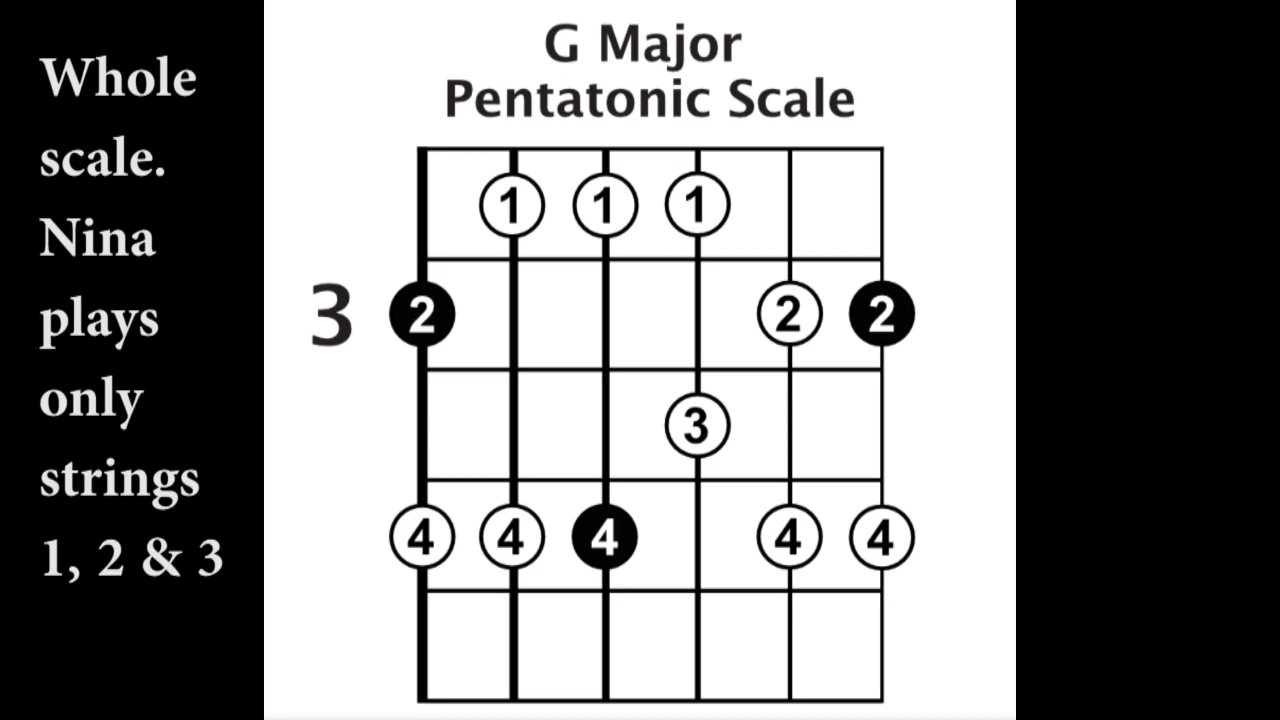 Whole
scale.
Nina
plays
only
strings
1, 2 & 3
G Major
Pentatonic Scale
1 1 1
3 2 2 2
3
4 4 4 4 4